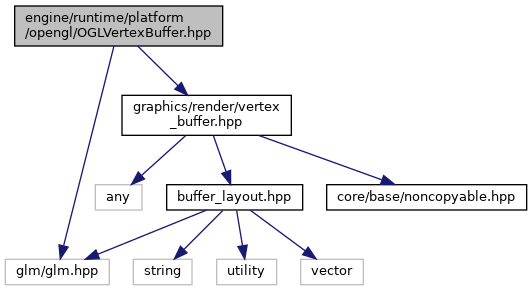 engine/runtime/platform
/opengl/OGLVertexBuffer.hpp
graphics/render/vertex
_buffer.hpp
any
buffer_layout.hpp
core/base/noncopyable.hpp
glm/glm.hpp
string
utility
vector